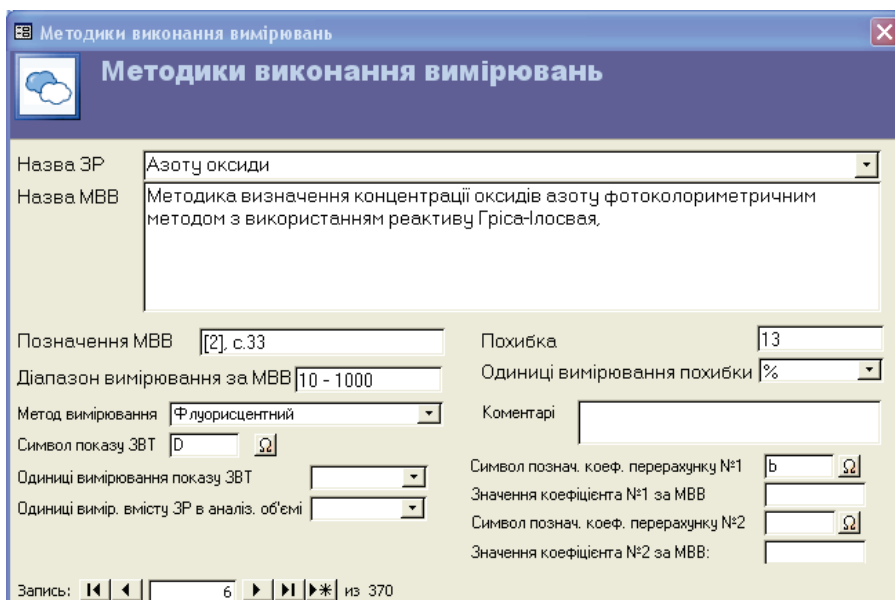 Методики виконання вимірювань
Методики виконання вимірювань
Назва ЗР Азоту оксиди
Назва МВВ Методика визначення концентрації оксидів азоту фотоколориметричним
методом з використанням реактиву Гріса-Ілосвая,
Позначення МВВ [2], с.33
Похибка 13
Діапазон вимірювання за МВВ 10 - 1000
Одиниці вимірювання похибки %
Метод вимірювання Флуорисцентний
Коментарі
Символ показу ЗВТ D Ω
Символ познач. коеф. перерахунку №1 b Ω
Одиниці вимірювання показу ЗВТ
Значення коефіцієнта №1 за МВВ
Одиниці вимір. вмісту ЗР в аналіз. об'ємі
Символ познач. коеф. перерахунку №2 Ω
Значення коефіцієнта №2 за МВВ:
Запись: 6 из 370